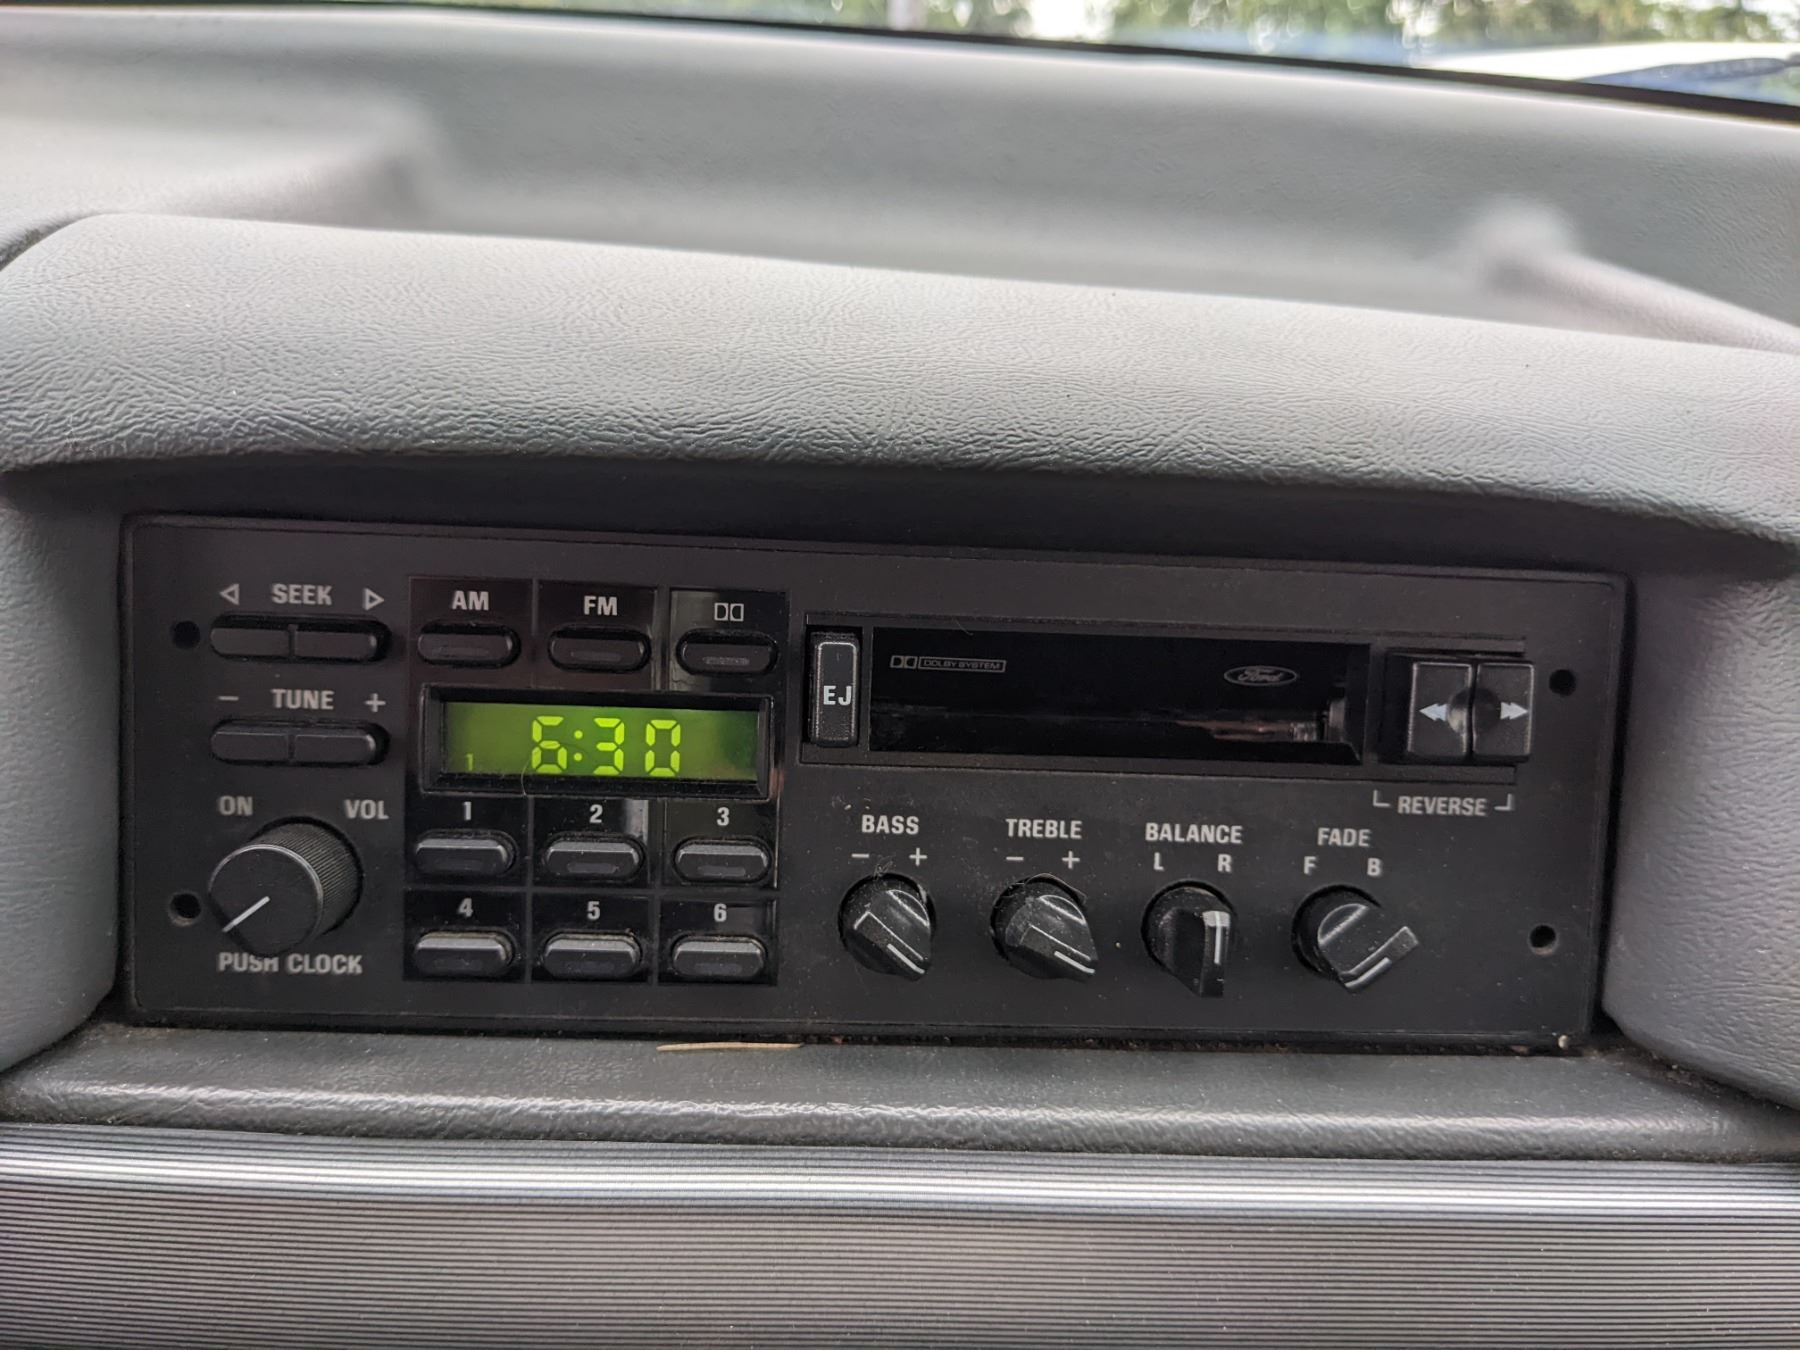 SEEK
AM
FM
DOLBY SYSTEM
Ford
EJ
- TUNE +
6:30
1
REVERSE
ON
VOL
1
2
3
BASS
- +
TREBLE
- +
BALANCE
L R
FADE
F B
4
5
6
PUSH CLOCK